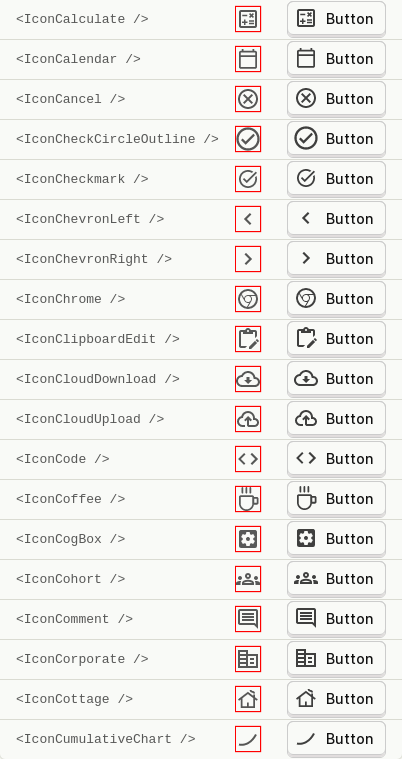 <IconCalculate /> Button
<IconCalendar /> Button
<IconCancel /> Button
<IconCheckCircleOutline /> Button
<IconCheckmark /> Button
<IconChevronLeft /> Button
<IconChevronRight /> Button
<IconChrome /> Button
<IconClipboardEdit /> Button
<IconCloudDownload /> Button
<IconCloudUpload /> Button
<IconCode /> Button
<IconCoffee /> Button
<IconCogBox /> Button
<IconCohort /> Button
<IconComment /> Button
<IconCorporate /> Button
<IconCottage /> Button
<IconCumulativeChart /> Button